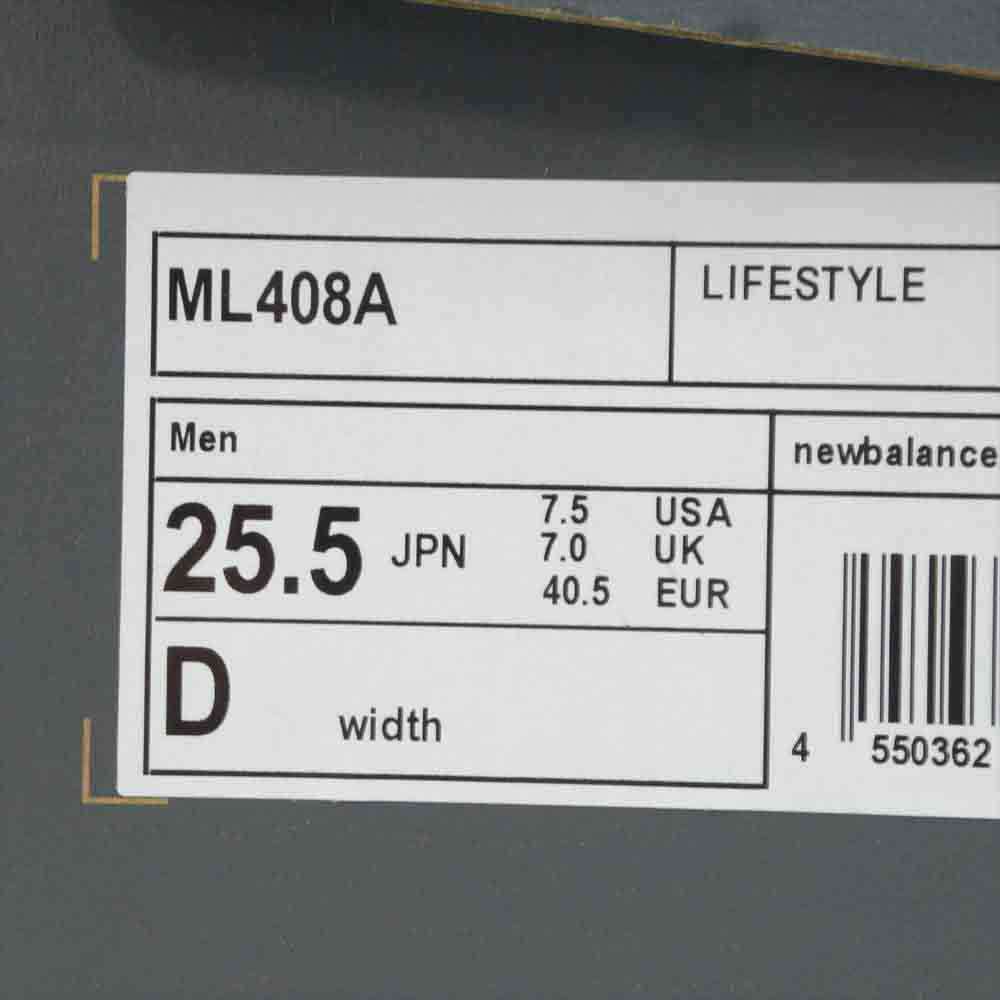 ML408A
LIFESTYLE
Men
newbalance
25.5 JPN
7.5 USA
7.0 UK
40.5 EUR
D width
4 550362